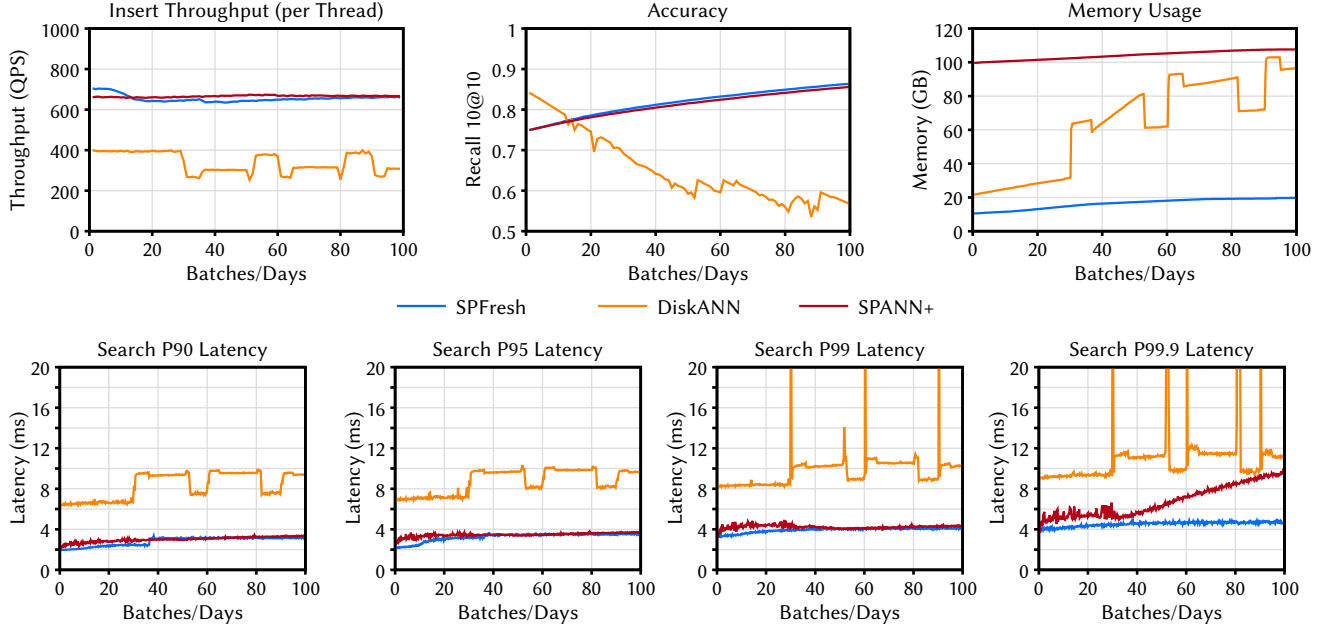 Insert Throughput (per Thread)
Throughput (QPS)
1000
800
600
400
200
0
0 20 40 60 80 100
Batches/Days
Accuracy
Recall 10@10
1
0.9
0.8
0.7
0.6
0.5
0 20 40 60 80 100
Batches/Days
Memory Usage
Memory (GB)
120
100
80
60
40
20
0
0 20 40 60 80 100
Batches/Days
SPFresh DiskANN SPANN+
Search P90 Latency
Latency (ms)
20
16
12
8
4
0
0 20 40 60 80 100
Batches/Days
Search P95 Latency
Latency (ms)
20
16
12
8
4
0
0 20 40 60 80 100
Batches/Days
Search P99 Latency
Latency (ms)
20
16
12
8
4
0
0 20 40 60 80 100
Batches/Days
Search P99.9 Latency
Latency (ms)
20
16
12
8
4
0
0 20 40 60 80 100
Batches/Days